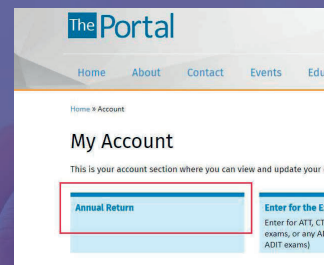 The Portal
Home About Contact Events
Home » Account
My Account
This is your account section where you can view and update your
Annual Return
Enter for the
Enter for ATT,
exams, or any
ADIT exams)